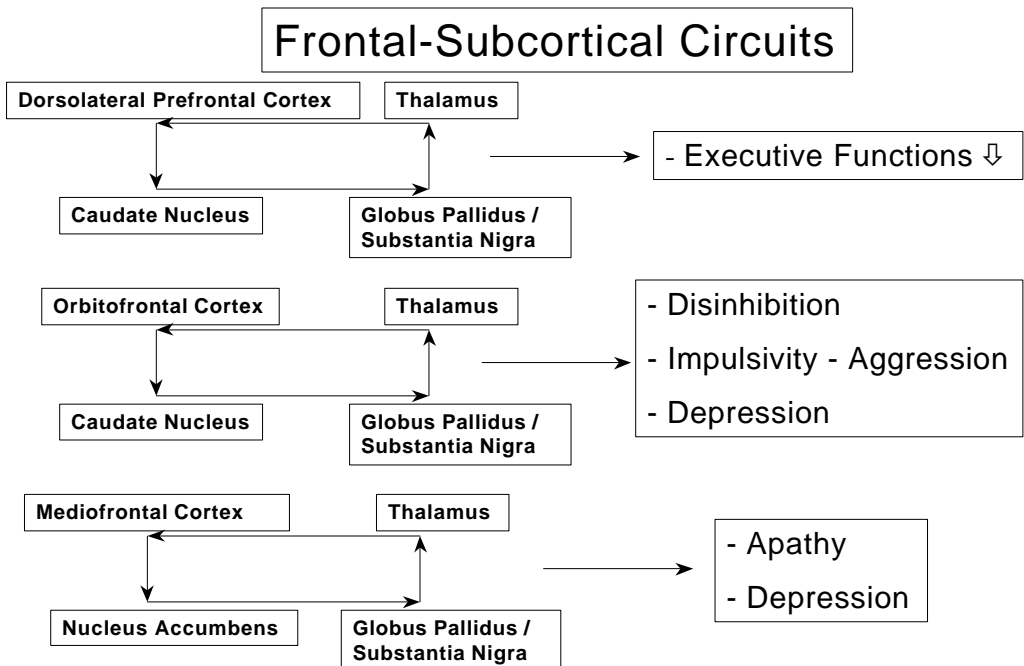 Frontal-Subcortical Circuits
Dorsolateral Prefrontal Cortex
Thalamus
- Executive Functions ⇩
Caudate Nucleus
Globus Pallidus /
Substantia Nigra
Orbitofrontal Cortex
Thalamus
- Disinhibition
- Impulsivity - Aggression
- Depression
Caudate Nucleus
Globus Pallidus /
Substantia Nigra
Mediofrontal Cortex
Thalamus
- Apathy
- Depression
Nucleus Accumbens
Globus Pallidus /
Substantia Nigra